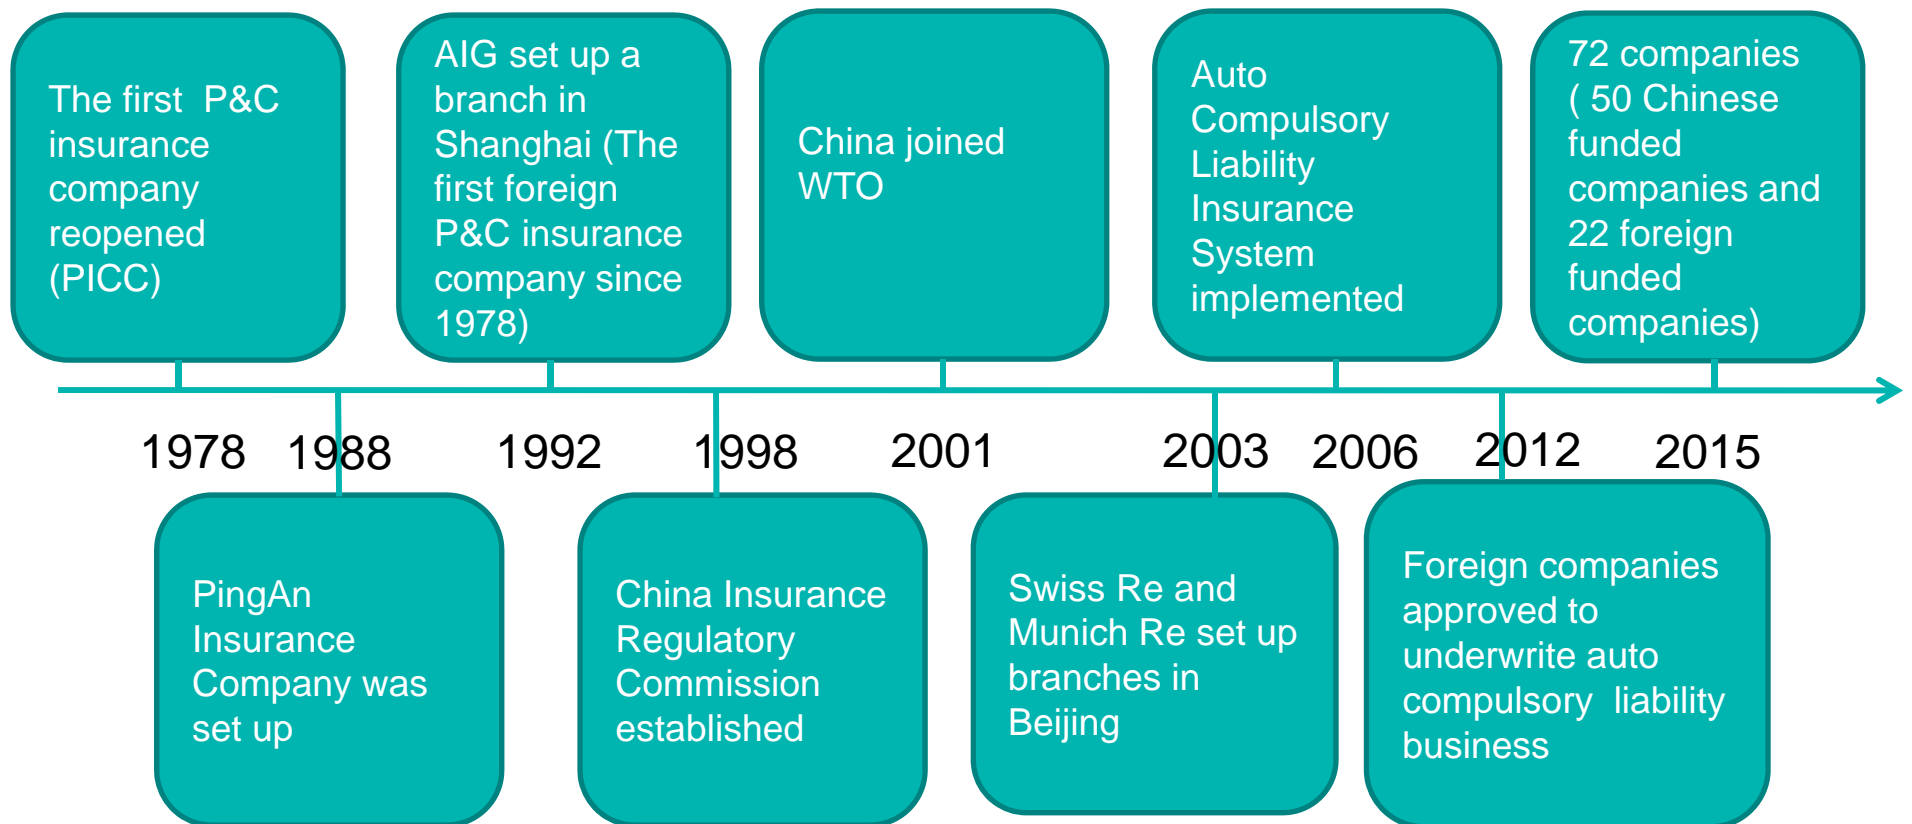 The first  P&C
insurance
company
reopened
(PICC)
AIG set up a
branch in
Shanghai (The
first foreign
P&C insurance
company since
1978)
China joined
WTO
Auto
Compulsory
Liability
Insurance
System
implemented
72 companies
( 50 Chinese
funded
companies and
22 foreign
funded
companies)
1978
1988
1992
1998
2001
2003
2006
2012
2015
PingAn
Insurance
Company was
set up
China Insurance
Regulatory
Commission
established
Swiss Re and
Munich Re set up
branches in
Beijing
Foreign companies
approved to
underwrite auto
compulsory  liability
business